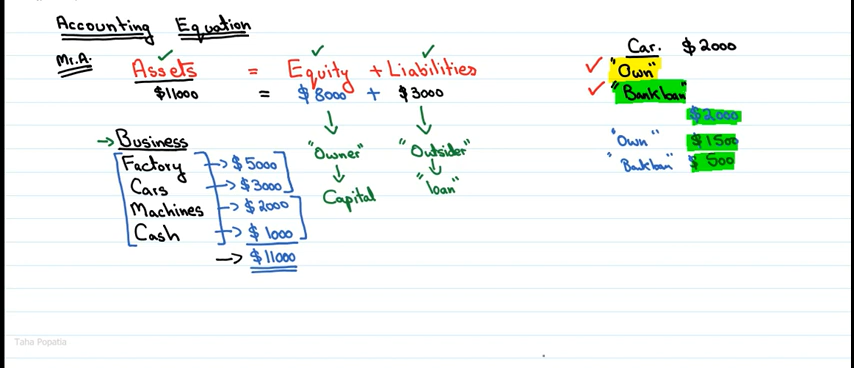 Accounting Equation
Mr.A.
Assets = Equity + Liabilities
$11000 = $8000 + $3000
Business
Factory → $5000
Cars → $3000
Machines → $2000
Cash → $1000
→ $11000
"Owner"
Capital
"Outsider"
"loan"
Car. $2000
"Own"
"Bank loan"
$2000
"Own" $1500
"Bank loan" $500
Taha Popatia